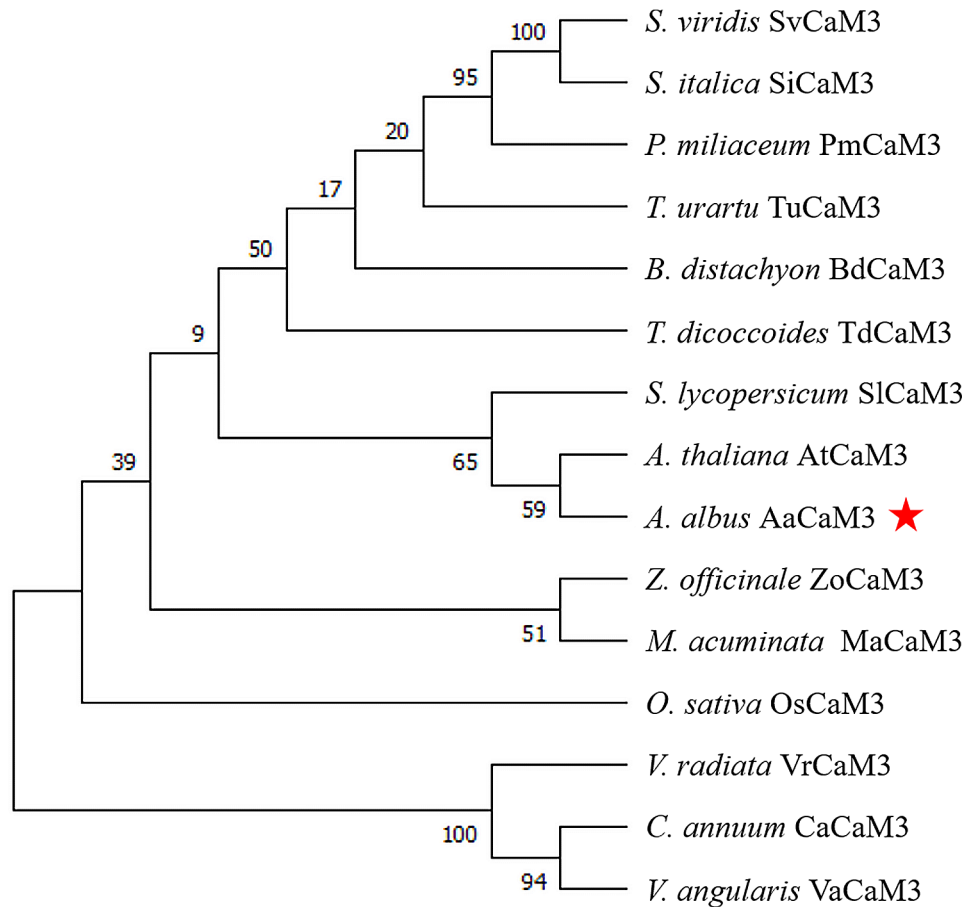 100
S. viridis SvCaM3
95
S. italica SiCaM3
20
P. miliaceum PmCaM3
17
T. urartu TuCaM3
50
B. distachyon BdCaM3
9
T. dicoccoides TdCaM3
S. lycopersicum SlCaM3
39
65
A. thaliana AtCaM3
59
A. albus AaCaM3
Z. officinale ZoCaM3
51
M. acuminata MaCaM3
O. sativa OsCaM3
V. radiata VrCaM3
100
C. annuum CaCaM3
94
V. angularis VaCaM3